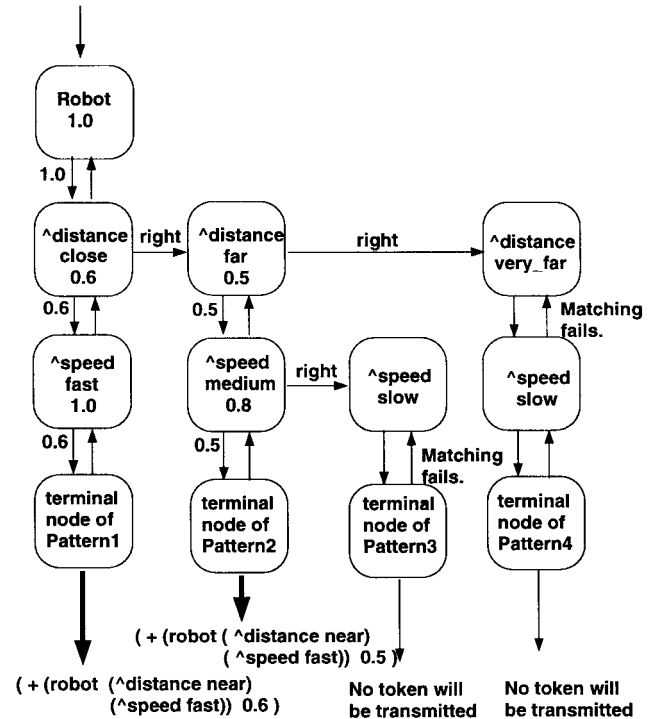 Robot
1.0
1.0
^distance
close
0.6
right
^distance
far
0.5
right
^distance
very_far
0.6
0.5
Matching
fails.
^speed
fast
1.0
^speed
medium
0.8
right
^speed
slow
^speed
slow
0.6
0.5
Matching
fails.
terminal
node of
Pattern1
terminal
node of
Pattern2
terminal
node of
Pattern3
terminal
node of
Pattern4
( + (robot ( ^distance near)
( ^speed fast)) 0.5 )
( + (robot (^distance near)
(^speed fast)) 0.6 )
No token will
be transmitted
No token will
be transmitted